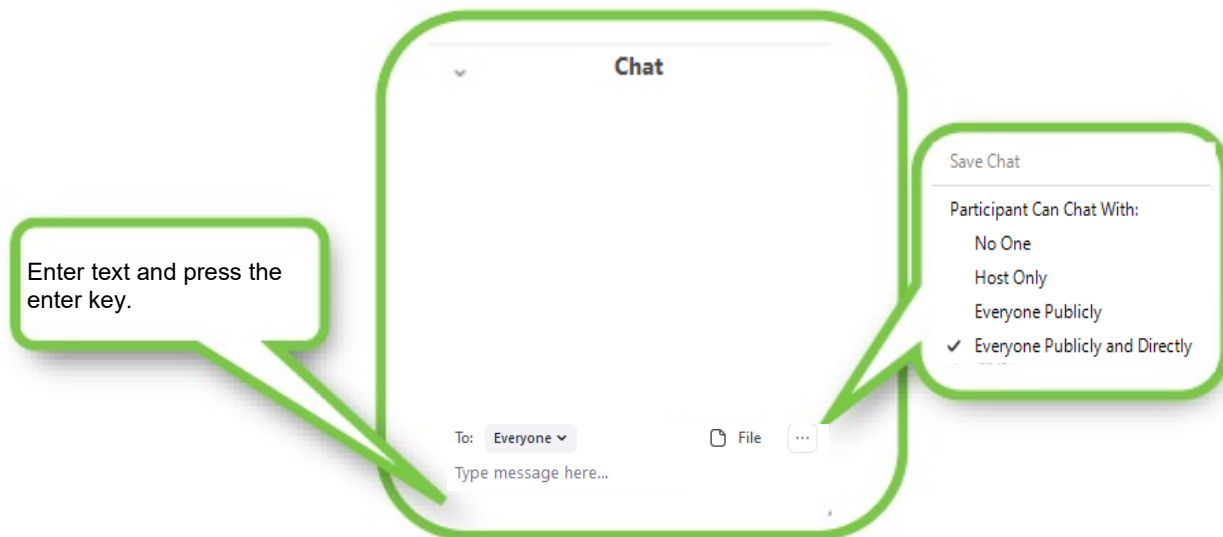 Chat
Enter text and press the
enter key.
To: Everyone
File
...
Type message here...
Save Chat
Participant Can Chat With:
No One
Host Only
Everyone Publicly
✓ Everyone Publicly and Directly